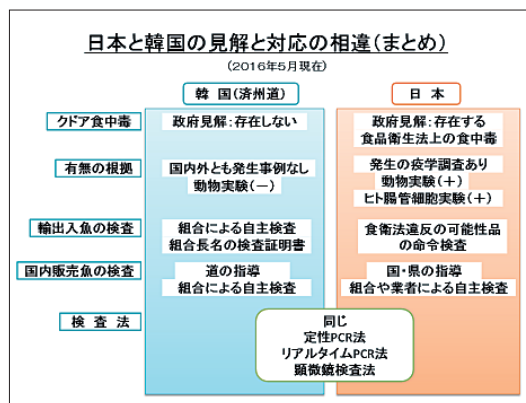 日本と韓国の見解と対応の相違(まとめ)
(2016年5月現在)
韓国(済州道)
日本
クドア食中毒
政府見解:存在しない
政府見解:存在する
食品衛生法上の食中毒
有無の根拠
国内外とも発生事例なし
動物実験(-)
発生の疫学調査あり
動物実験(+)
ヒト腸管細胞実験(+)
輸出入魚の検査
組合による自主検査
組合長名の検査証明書
食衛法違反の可能性品
の命令検査
国内販売魚の検査
道の指導
組合による自主検査
国・県の指導
組合や業者による自主検査
検査法
同じ
定性PCR法
リアルタイムPCR法
顕微鏡検査法